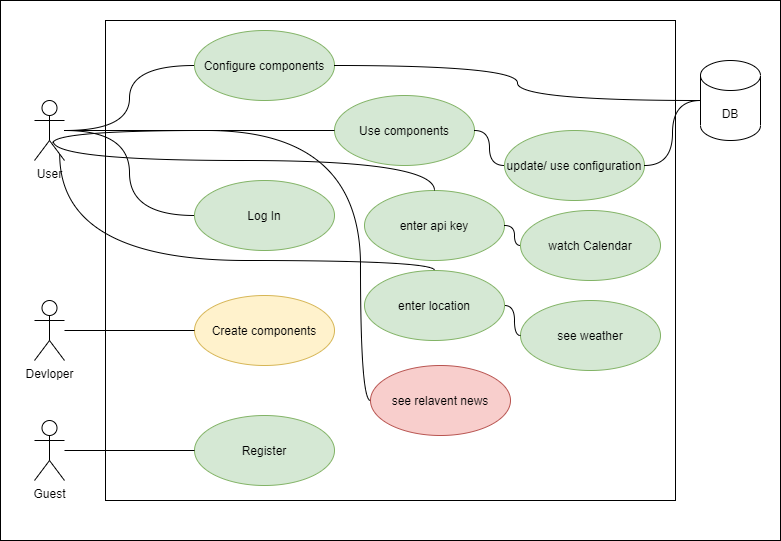 Configure components
DB
Use components
update/ use configuration
User
Log In
enter api key
watch Calendar
enter location
Create components
see weather
Devloper
see relavent news
Register
Guest